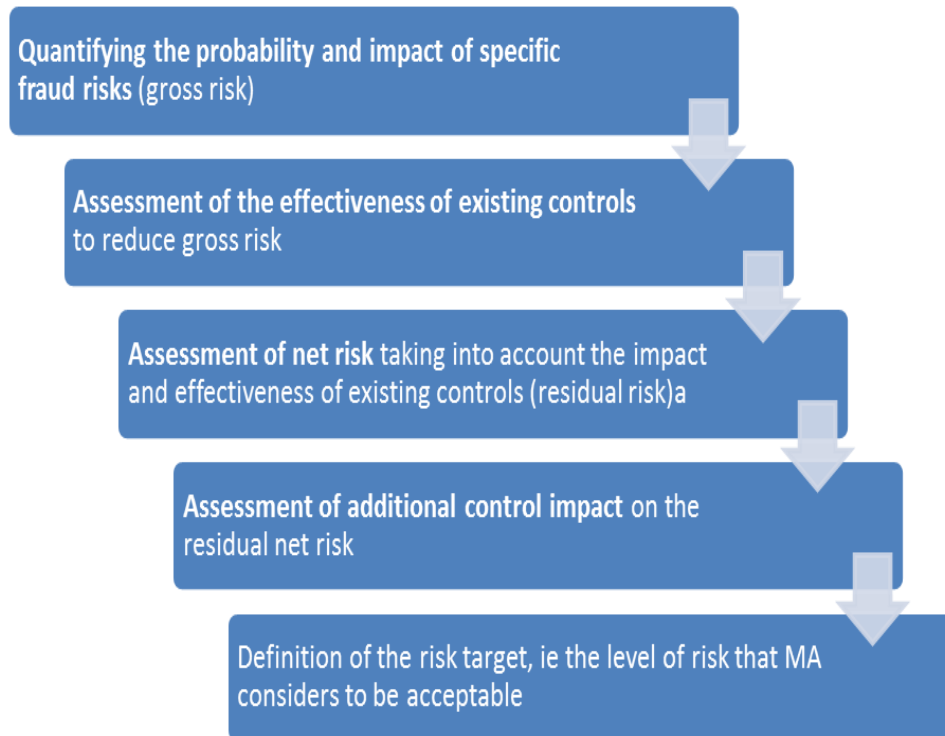 Quantifying the probability and impact of specific
fraud risks (gross risk)
Assessment of the effectiveness of existing controls
to reduce gross risk
Assessment of net risk taking into account the impact
and effectiveness of existing controls (residual risk)a
Assessment of additional control impact on the
residual net risk
Definition of the risk target, ie the level of risk that MA
considers to be acceptable